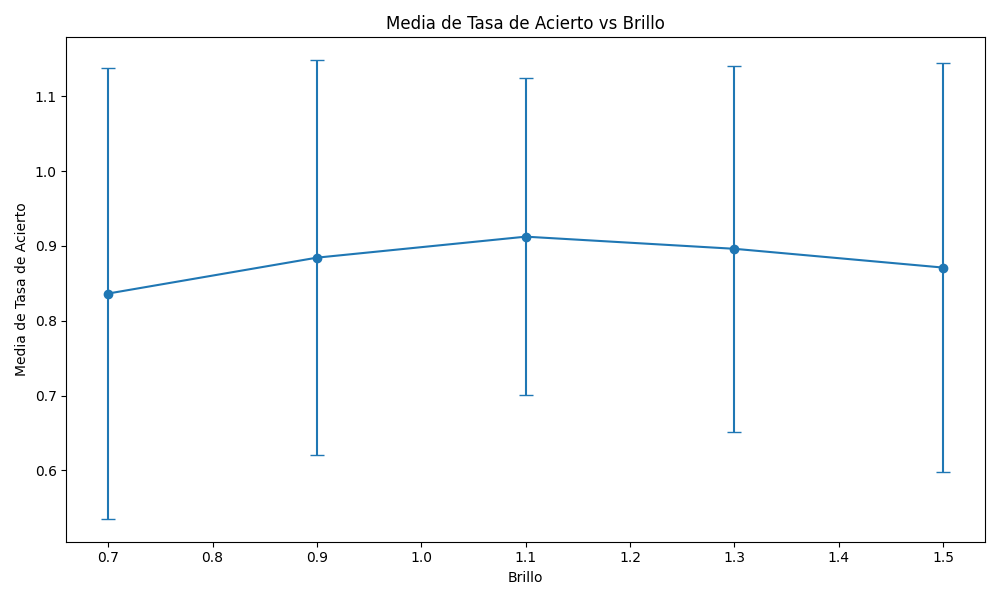 Media de Tasa de Acierto vs Brillo
Media de Tasa de Acierto
1.1
1.0
0.9
0.8
0.7
0.6
0.7 0.8 0.9 1.0 1.1 1.2 1.3 1.4 1.5
Brillo